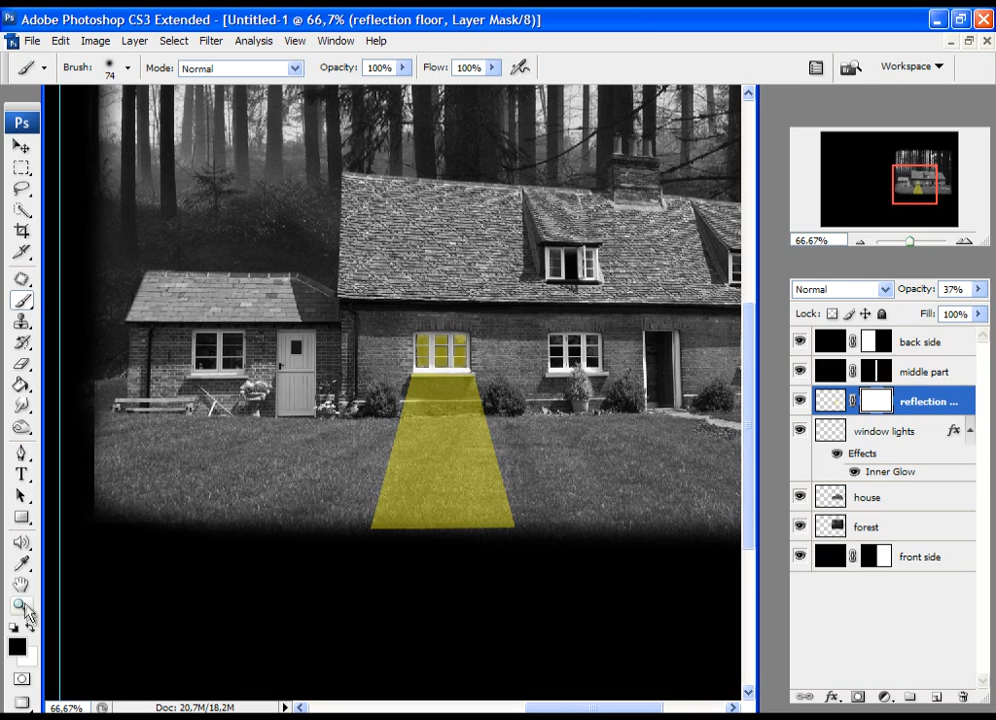 Ps Adobe Photoshop CS3 Extended - [Untitled-1 @ 66,7% (reflection floor, Layer Mask/8)]
File Edit Image Layer Select Filter Analysis View Window Help
Brush: 74 Mode: Normal Opacity: 100% Flow: 100% Workspace
Ps
66.67%
Normal Opacity: 37%
Lock: Fill: 100%
back side
middle part
reflection ...
window lights fx
Effects
Inner Glow
house
forest
front side
T
66,67% Doc: 20,7M/18,2M
fx